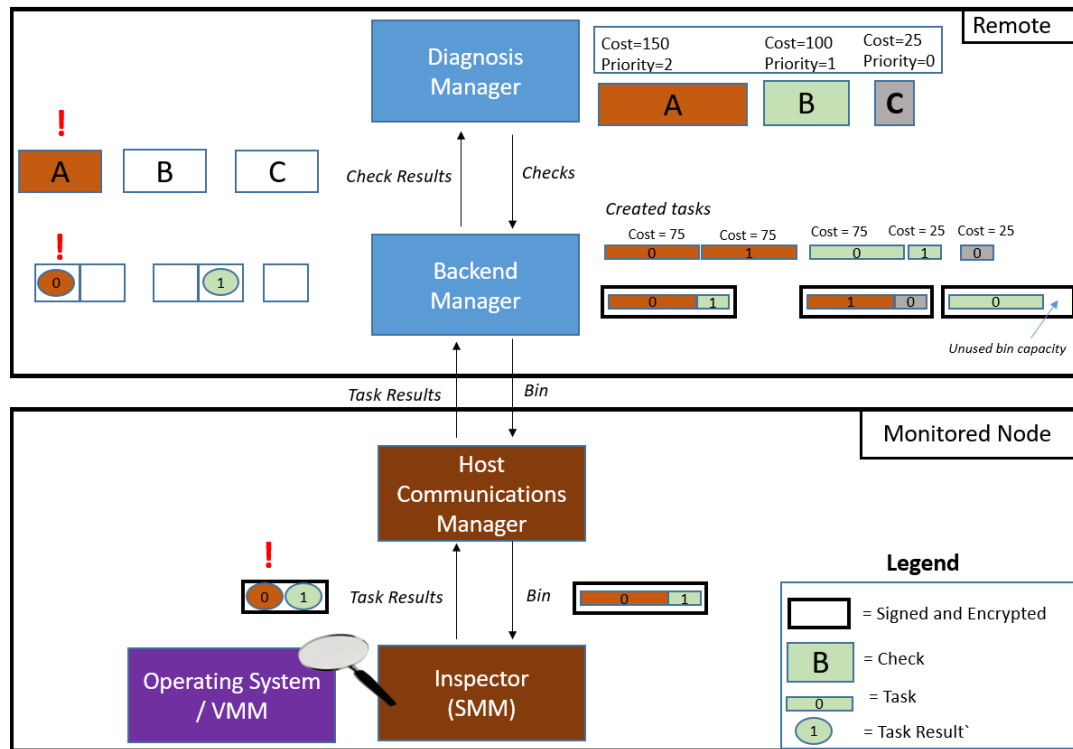 Remote
Diagnosis
Manager
Cost=150
Priority=2
Cost=100
Priority=1
Cost=25
Priority=0
A
B
C
!
A
B
C
Check Results
Checks
Created tasks
Cost = 75
Cost = 75
Cost = 75
Cost = 25
Cost = 25
0
1
0
1
0
!
0
1
Backend
Manager
0
1
1
0
0
Unused bin capacity
Task Results
Bin
Monitored Node
Host
Communications
Manager
!
0
1
Task Results
Bin
0
1
Operating System
/ VMM
Inspector
(SMM)
Legend
= Signed and Encrypted
B
= Check
0
= Task
1
= Task Result`